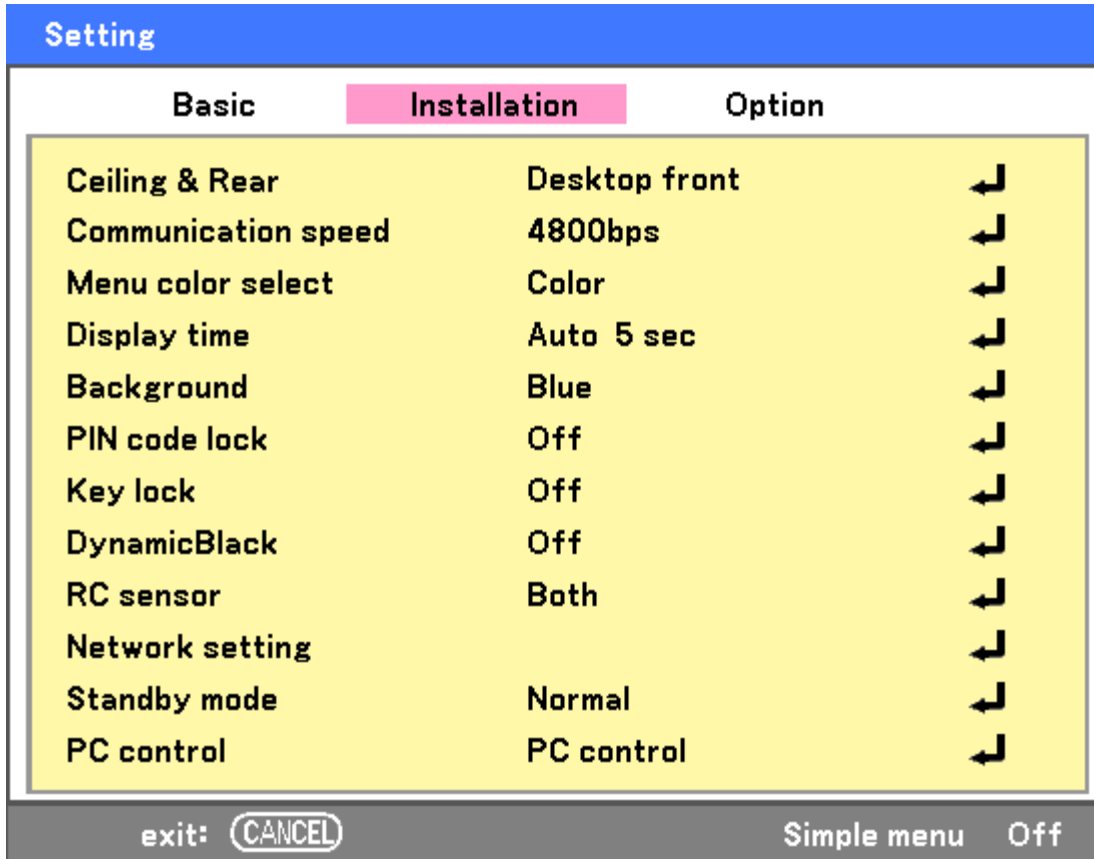 Setting
Basic Installation Option
Ceiling & Rear Desktop front
Communication speed 4800bps
Menu color select Color
Display time Auto 5 sec
Background Blue
PIN code lock Off
Key lock Off
DynamicBlack Off
RC sensor Both
Network setting
Standby mode Normal
PC control PC control
exit: CANCEL Simple menu Off